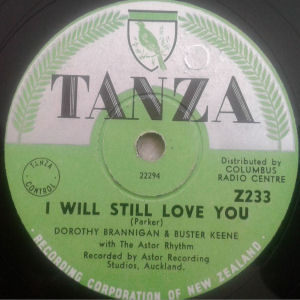 TANZA
22294
Distributed by
COLUMBUS
RADIO CENTRE
TANZA
CONTROL
Z233
I WILL STILL LOVE YOU
(Parker)
DOROTHY BRANNIGAN & BUSTER KEENE
with The Astor Rhythm
Recorded by Astor Recording
Studios, Auckland.
RECORDING CORPORATION OF NEW ZEALAND